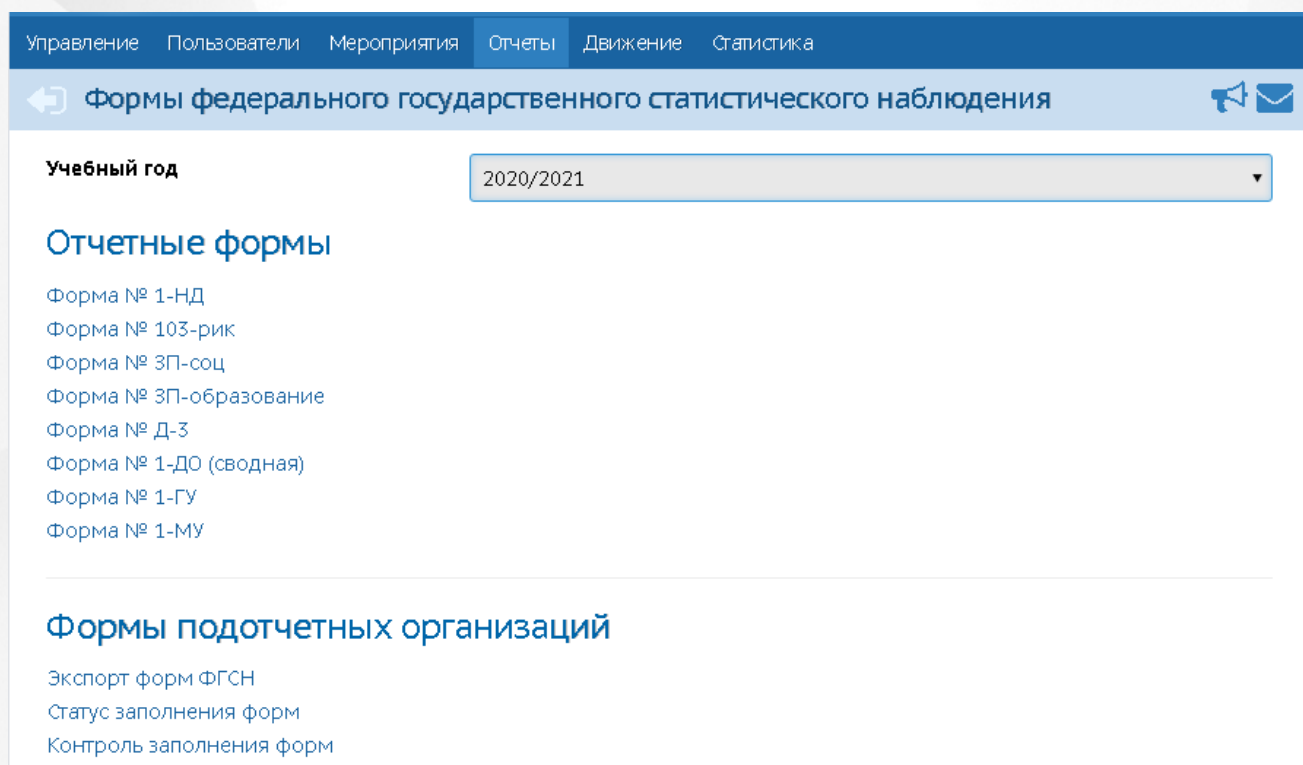 Управление Пользователи Мероприятия Отчеты Движение Статистика
Формы федерального государственного статистического наблюдения
Учебный год 2020/2021
Отчетные формы
Форма № 1-НД
Форма № 103-рик
Форма № ЗП-соц
Форма № ЗП-образование
Форма № Д-3
Форма № 1-ДО (сводная)
Форма № 1-ГУ
Форма № 1-МУ
Формы подотчетных организаций
Экспорт форм ФГСН
Статус заполнения форм
Контроль заполнения форм